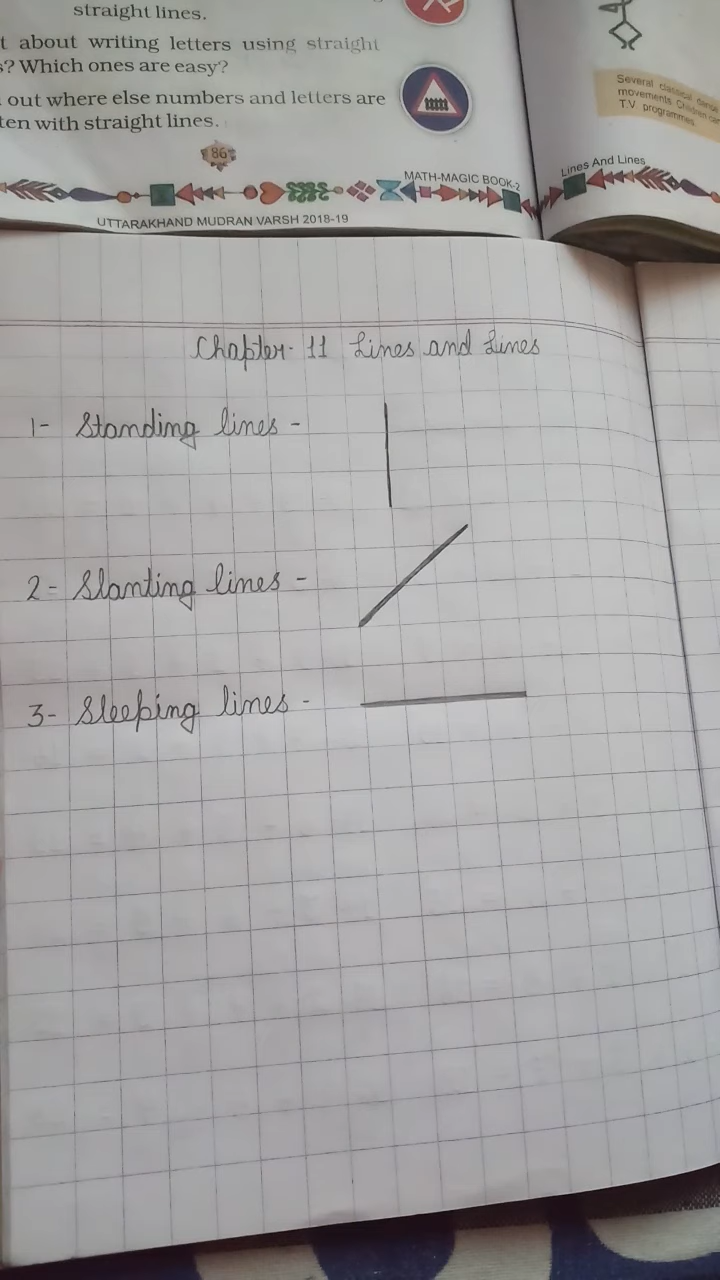 straight lines.
t about writing letters using straight
s? Which ones are easy?
out where else numbers and letters are
ten with straight lines.
86
MATH-MAGIC BOOK-2
UTTARAKHAND MUDRAN VARSH 2018-19
Several classical dance
movements Children can
T.V programmes.
Lines And Lines
Chapter- 11 Lines and Lines
1- Standing lines -
2- Slanting lines -
3- Sleeping lines -